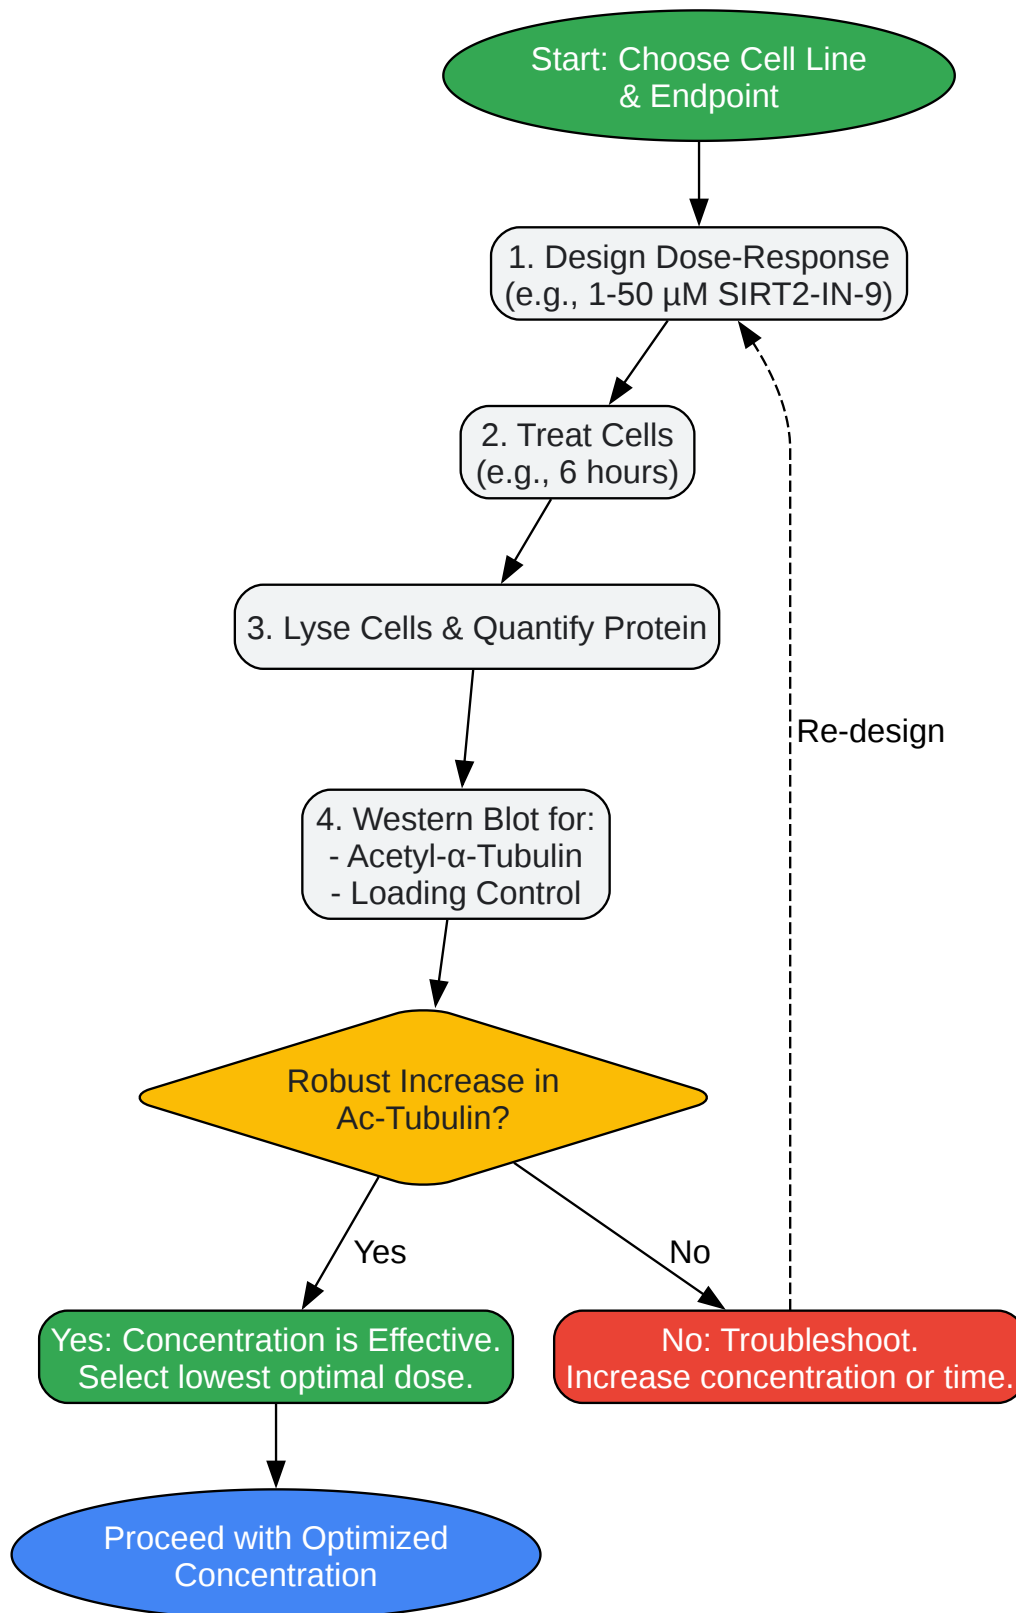 Start: Choose Cell Line
& Endpoint
1. Design Dose-Response
(e.g., 1-50 µM SIRT2-IN-9)
2. Treat Cells
(e.g., 6 hours)
3. Lyse Cells & Quantify Protein
Re-design
4. Western Blot for:
- Acetyl-α-Tubulin
- Loading Control
Robust Increase in
Ac-Tubulin?
Yes
No
Yes: Concentration is Effective.
Select lowest optimal dose.
No: Troubleshoot.
Increase concentration or time.
Proceed with Optimized
Concentration